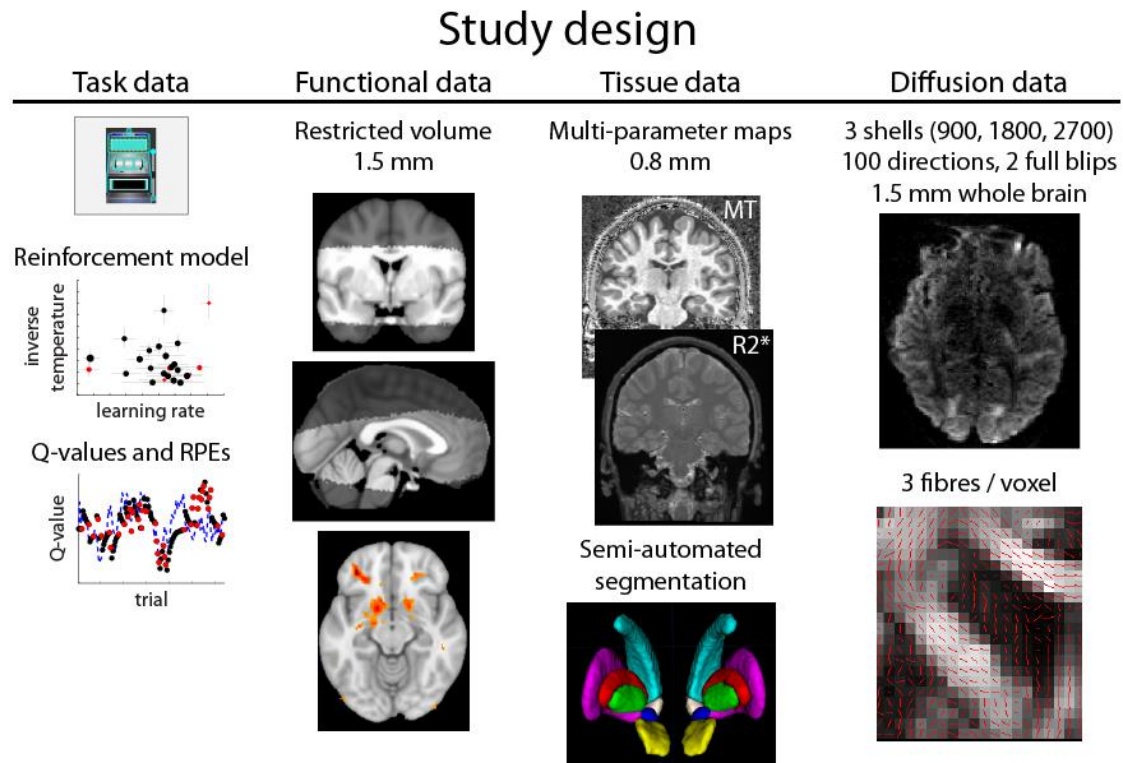 Study design
Task data
Functional data
Tissue data
Diffusion data
Reinforcement model
inverse
temperature
learning rate
Q-values and RPEs
Q-value
trial
Restricted volume
1.5 mm
Multi-parameter maps
0.8 mm
MT
R2*
Semi-automated
segmentation
3 shells (900, 1800, 2700)
100 directions, 2 full blips
1.5 mm whole brain
3 fibres / voxel